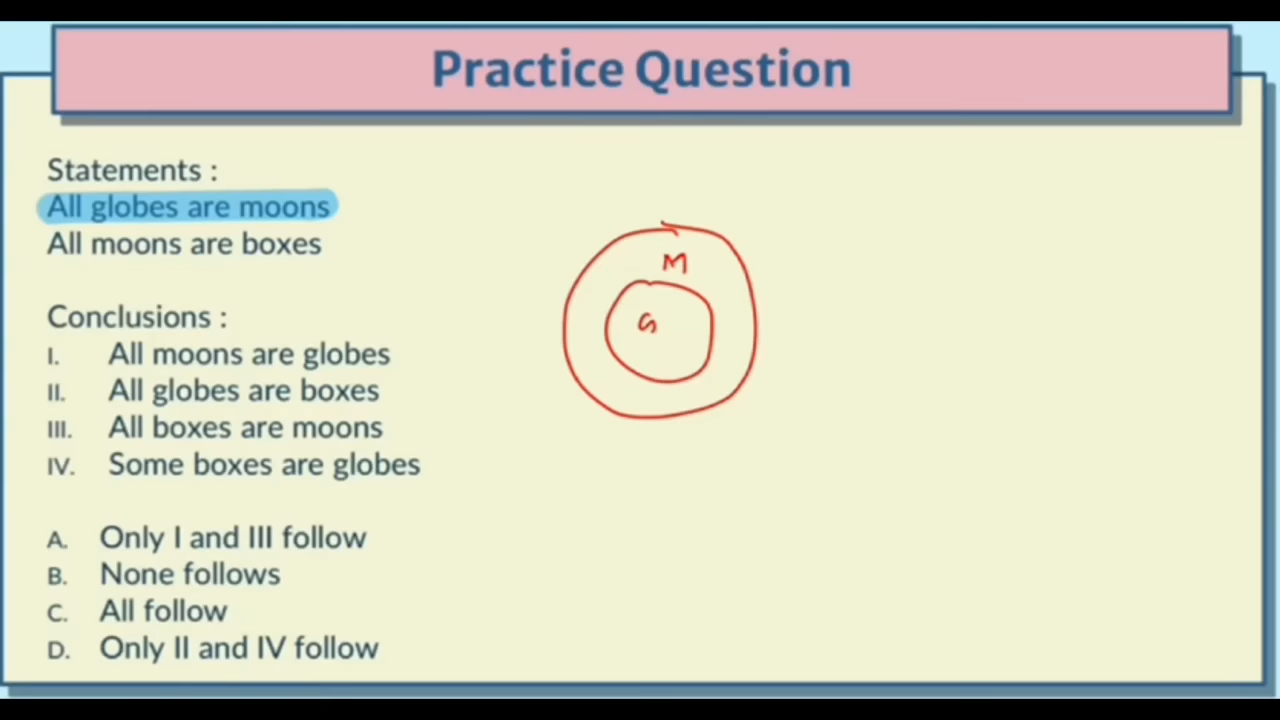 Practice Question
Statements :
All globes are moons
All moons are boxes
Conclusions :
I. All moons are globes
II. All globes are boxes
III. All boxes are moons
IV. Some boxes are globes
A. Only I and III follow
B. None follows
C. All follow
D. Only II and IV follow
M
G